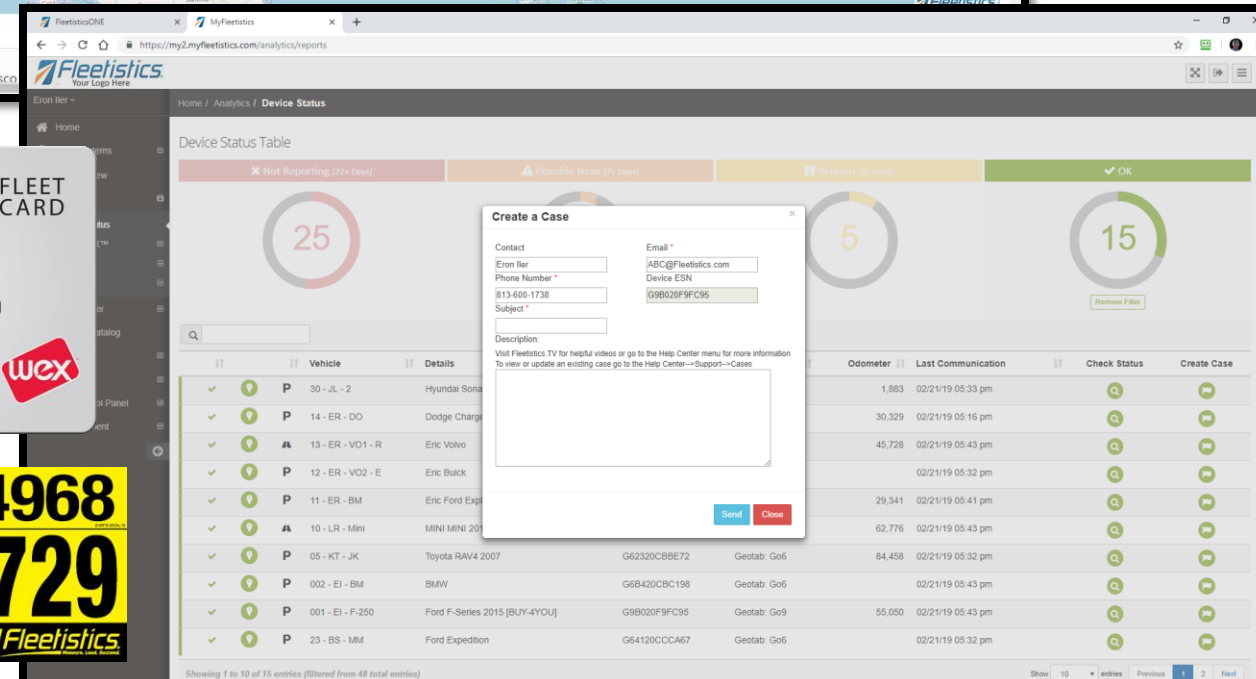 Fleetistics
FleetisticsONE
MyFleetistics
https://my2.myfleetistics.com/analytics/reports
Fleetistics.
Your Logo Here
Eron Iler
Home / Analytics / Device Status
Home
Device Status Table
Not Reporting (21+ Days)
Possible Issue (7+ Days)
OK
25
5
15
Remove Filter
Create a Case
Contact
Email *
Eron Iler
ABC@Fleetistics.com
Phone Number *
Device ESN
813-600-1738
G9B020F9FC95
Subject *
Description:
Visit Fleetistics.TV for helpful videos or go to the Help Center menu for more information
To view or update an existing case go to the Help Center-->Support-->Cases
Send
Close
Vehicle Details Odometer Last Communication Check Status Create Case
P 30 - JL - 2 Hyundai Sona 1,883 02/21/19 05:33 pm
P 14 - ER - DO Dodge Charge 30,329 02/21/19 05:16 pm
13 - ER - VO1 - R Eric Volvo 45,728 02/21/19 05:43 pm
P 12 - ER - VO2 - E Eric Buick 02/21/19 05:32 pm
P 11 - ER - BM Eric Ford Expl 29,341 02/21/19 05:41 pm
10 - LR - Mini MINI MINI 201 62,776 02/21/19 05:43 pm
P 05 - KT - JK Toyota RAV4 2007 G62320CBBE72 Geotab: Go6 84,458 02/21/19 05:32 pm
P 002 - EI - BM BMW G6B420CBC198 Geotab: Go6 02/21/19 05:43 pm
P 001 - EI - F-250 Ford F-Series 2015 [BUY-4YOU] G9B020F9FC95 Geotab: Go9 55,050 02/21/19 05:43 pm
P 23 - BS - MM Ford Expedition G64120CCCA67 Geotab: Go6 02/21/19 05:32 pm
Showing 1 to 10 of 15 entries (filtered from 48 total entries)
Show 10 entries Previous 1 2 Next
FLEET
CARD
wex
4968
729
Fleetistics.
Measure. Lead. Succeed.